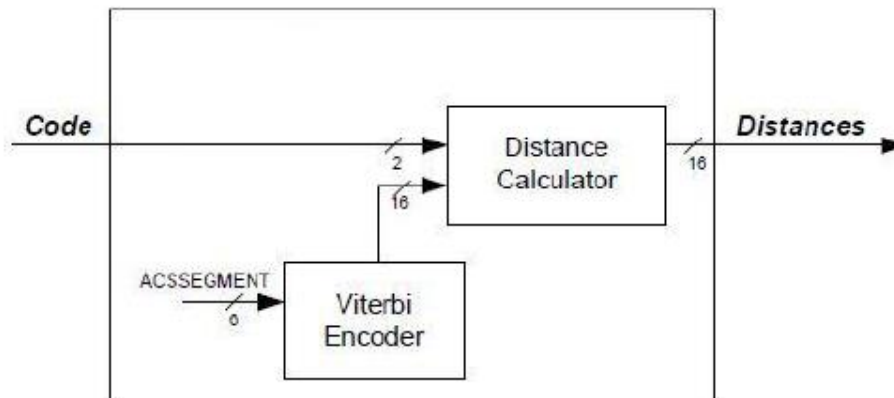 Code
Distances
Distance
Calculator
2
16
16
ACSSEGMENT
6
Viterbi
Encoder